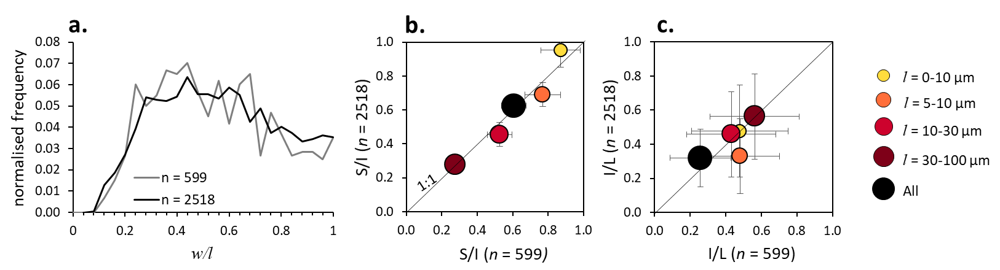 a.
normalised frequency
0.08
0.07
0.06
0.05
0.04
0.03
0.02
0.01
0.00
n = 599
n = 2518
0 0.2 0.4 0.6 0.8 1
w/l
b.
S/I (n = 2518)
1.0
0.8
0.6
0.4
0.2
0.0
1:1
0.0 0.2 0.4 0.6 0.8 1.0
S/I (n = 599)
c.
I/L (n = 2518)
1.0
0.8
0.6
0.4
0.2
0.0
0.0 0.2 0.4 0.6 0.8 1.0
I/L (n = 599)
l = 0-10 µm
l = 5-10 µm
l = 10-30 µm
l = 30-100 µm
All